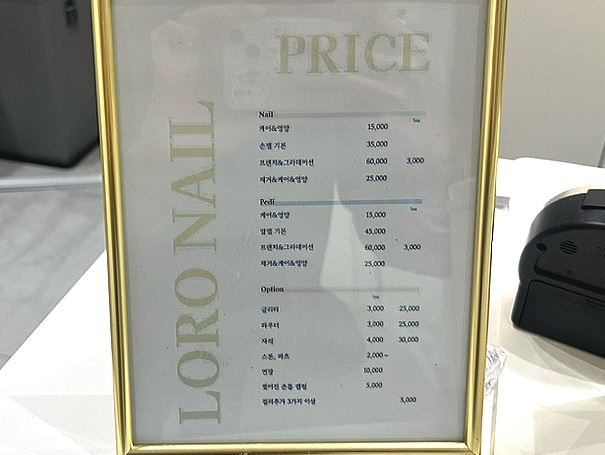 PRICE
LORO NAIL
Nail
1ea
케어&영양 15,000
손젤 기본 35,000
프렌치&그라데이션 60,000 3,000
제거&케어&영양 25,000
Pedi
1ea
케어&영양 15,000
발젤 기본 45,000
프렌치&그라데이션 60,000 3,000
제거&케어&영양 25,000
Option
1ea
글리터 3,000 25,000
파우더 3,000 25,000
자석 4,000 30,000
스톤, 파츠 2,000~
연장 10,000
찢어진 손톱 랩핑 5,000
컬러추가 3가지 이상 5,000